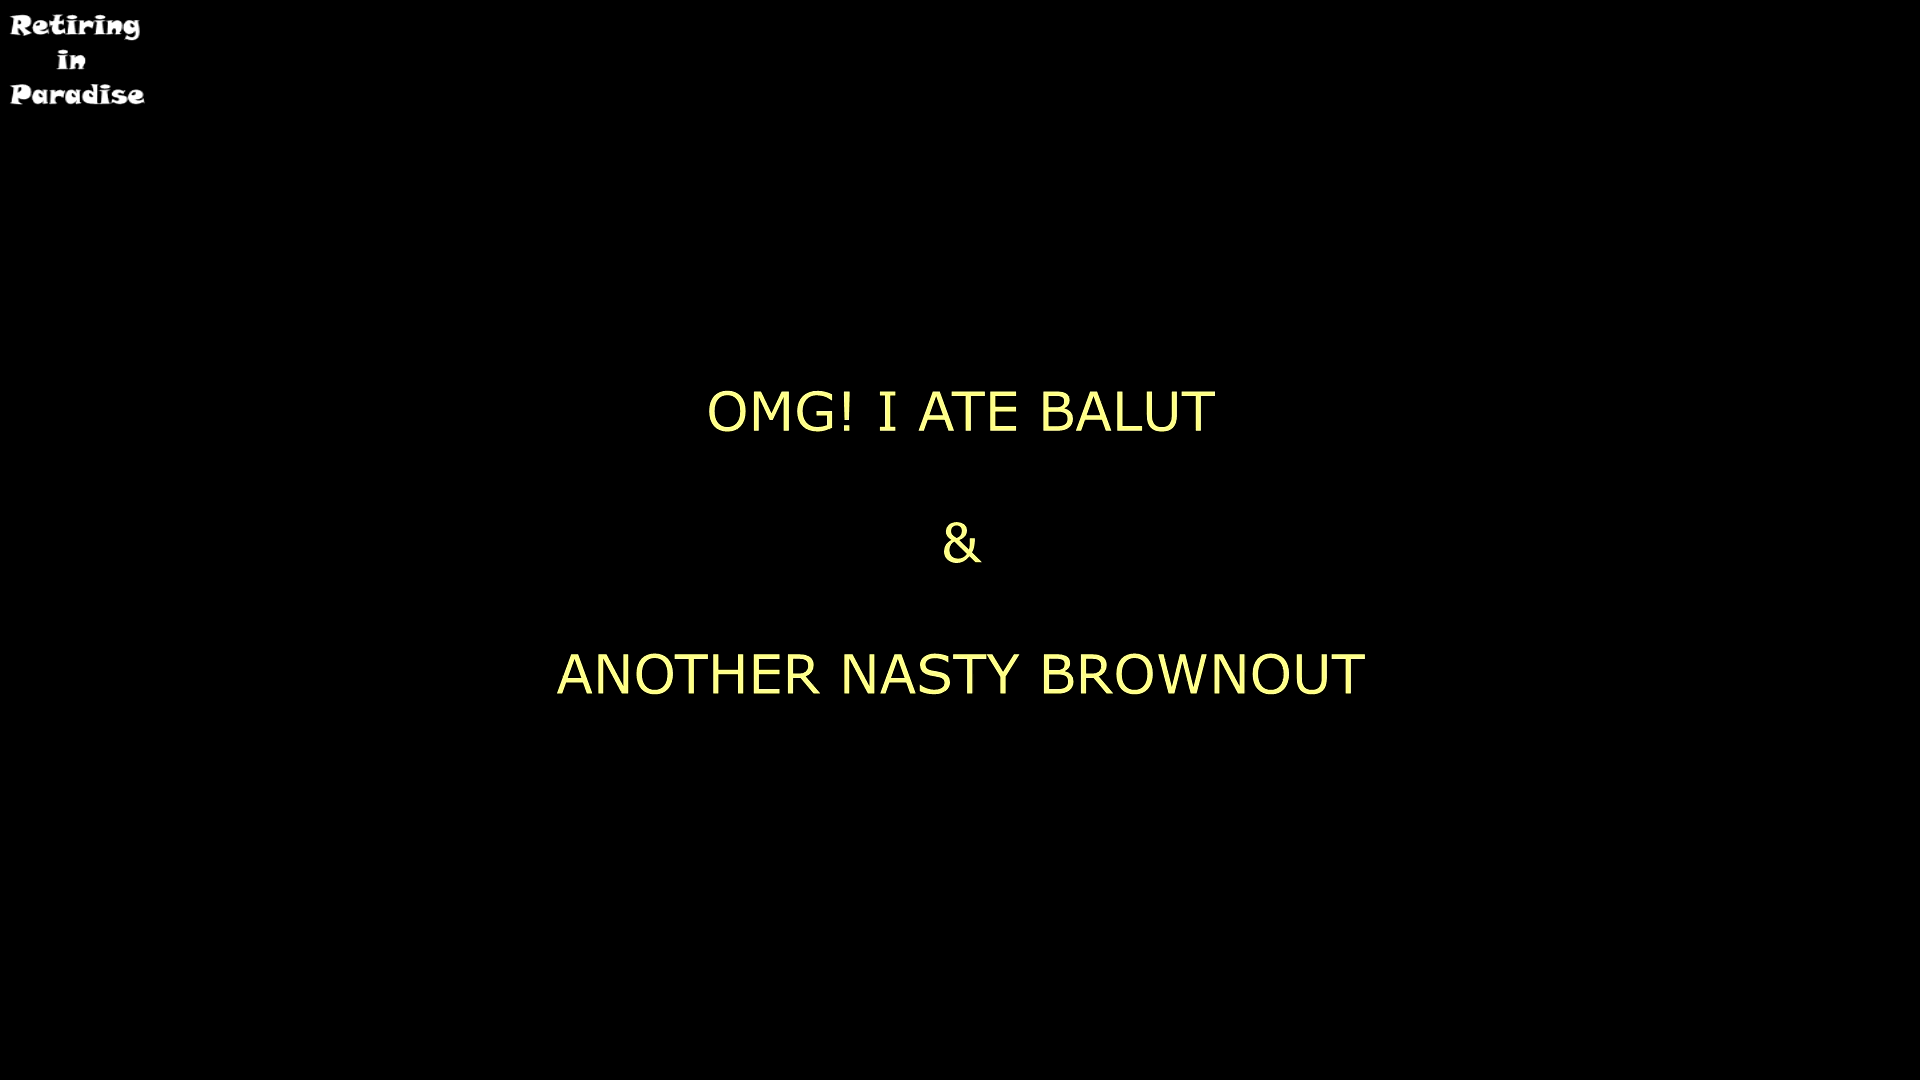 Retiring
in
Paradise
OMG! I ATE BALUT
&
ANOTHER NASTY BROWNOUT